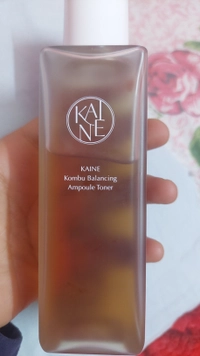 KAI
NE
KAINE
Kombu Balancing
Ampoule Toner